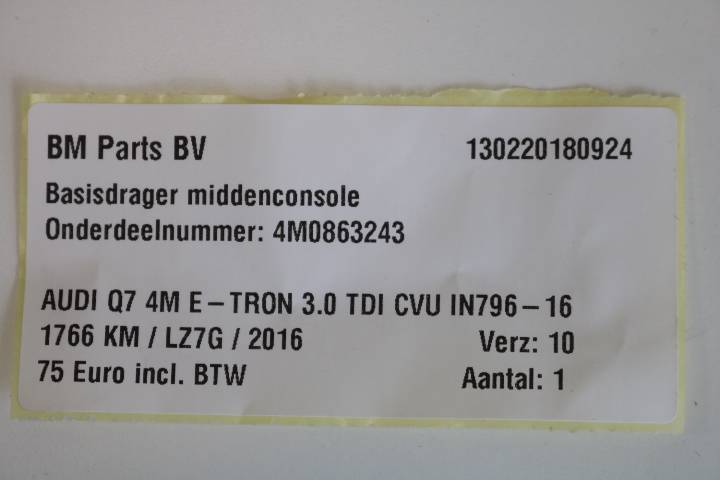 BM Parts BV 130220180924
Basisdrager middenconsole
Onderdeelnummer: 4M0863243
AUDI Q7 4M E-TRON 3.0 TDI CVU IN796-16
1766 KM / LZ7G / 2016 Verz: 10
75 Euro incl. BTW Aantal: 1